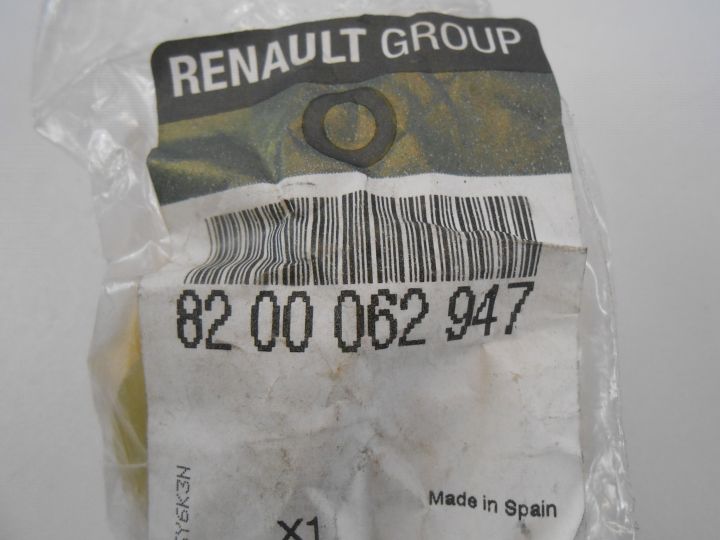 RENAULT GROUP
82 00 062 947
Made in Spain
X1